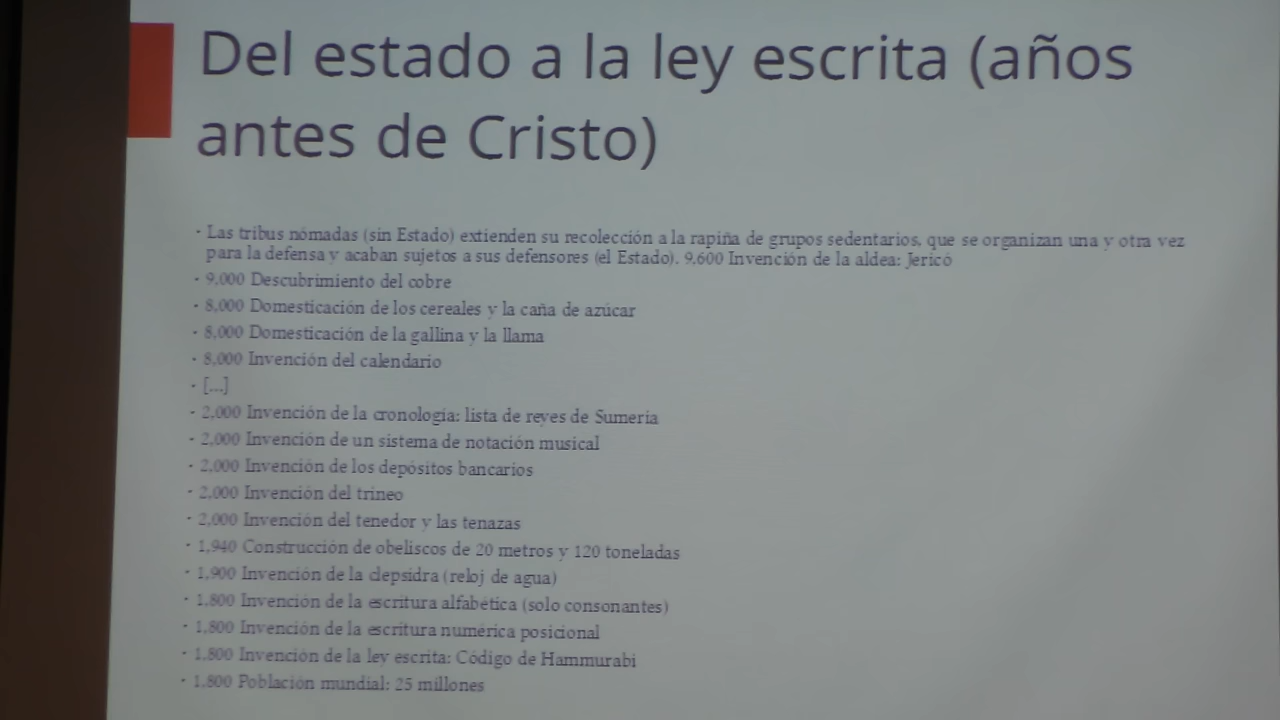 Del estado a la ley escrita (años
antes de Cristo)
· Las tribus nómadas (sin Estado) extienden su recolección a la rapiña de grupos sedentarios, que se organizan una y otra vez
para la defensa y acaban sujetos a sus defensores (el Estado). 9,600 Invención de la aldea: Jericó
· 9,000 Descubrimiento del cobre
· 8,000 Domesticación de los cereales y la caña de azúcar
· 8,000 Domesticación de la gallina y la llama
· 8,000 Invención del calendario
· [...]
· 2,000 Invención de la cronología: lista de reyes de Sumeria
· 2,000 Invención de un sistema de notación musical
· 2,000 Invención de los depósitos bancarios
· 2,000 Invención del trineo
· 2,000 Invención del tenedor y las tenazas
· 1,940 Construcción de obeliscos de 20 metros y 120 toneladas
· 1,900 Invención de la clepsidra (reloj de agua)
· 1,800 Invención de la escritura alfabética (solo consonantes)
· 1,800 Invención de la escritura numérica posicional
· 1,800 Invención de la ley escrita: Código de Hammurabi
· 1,800 Población mundial: 25 millones